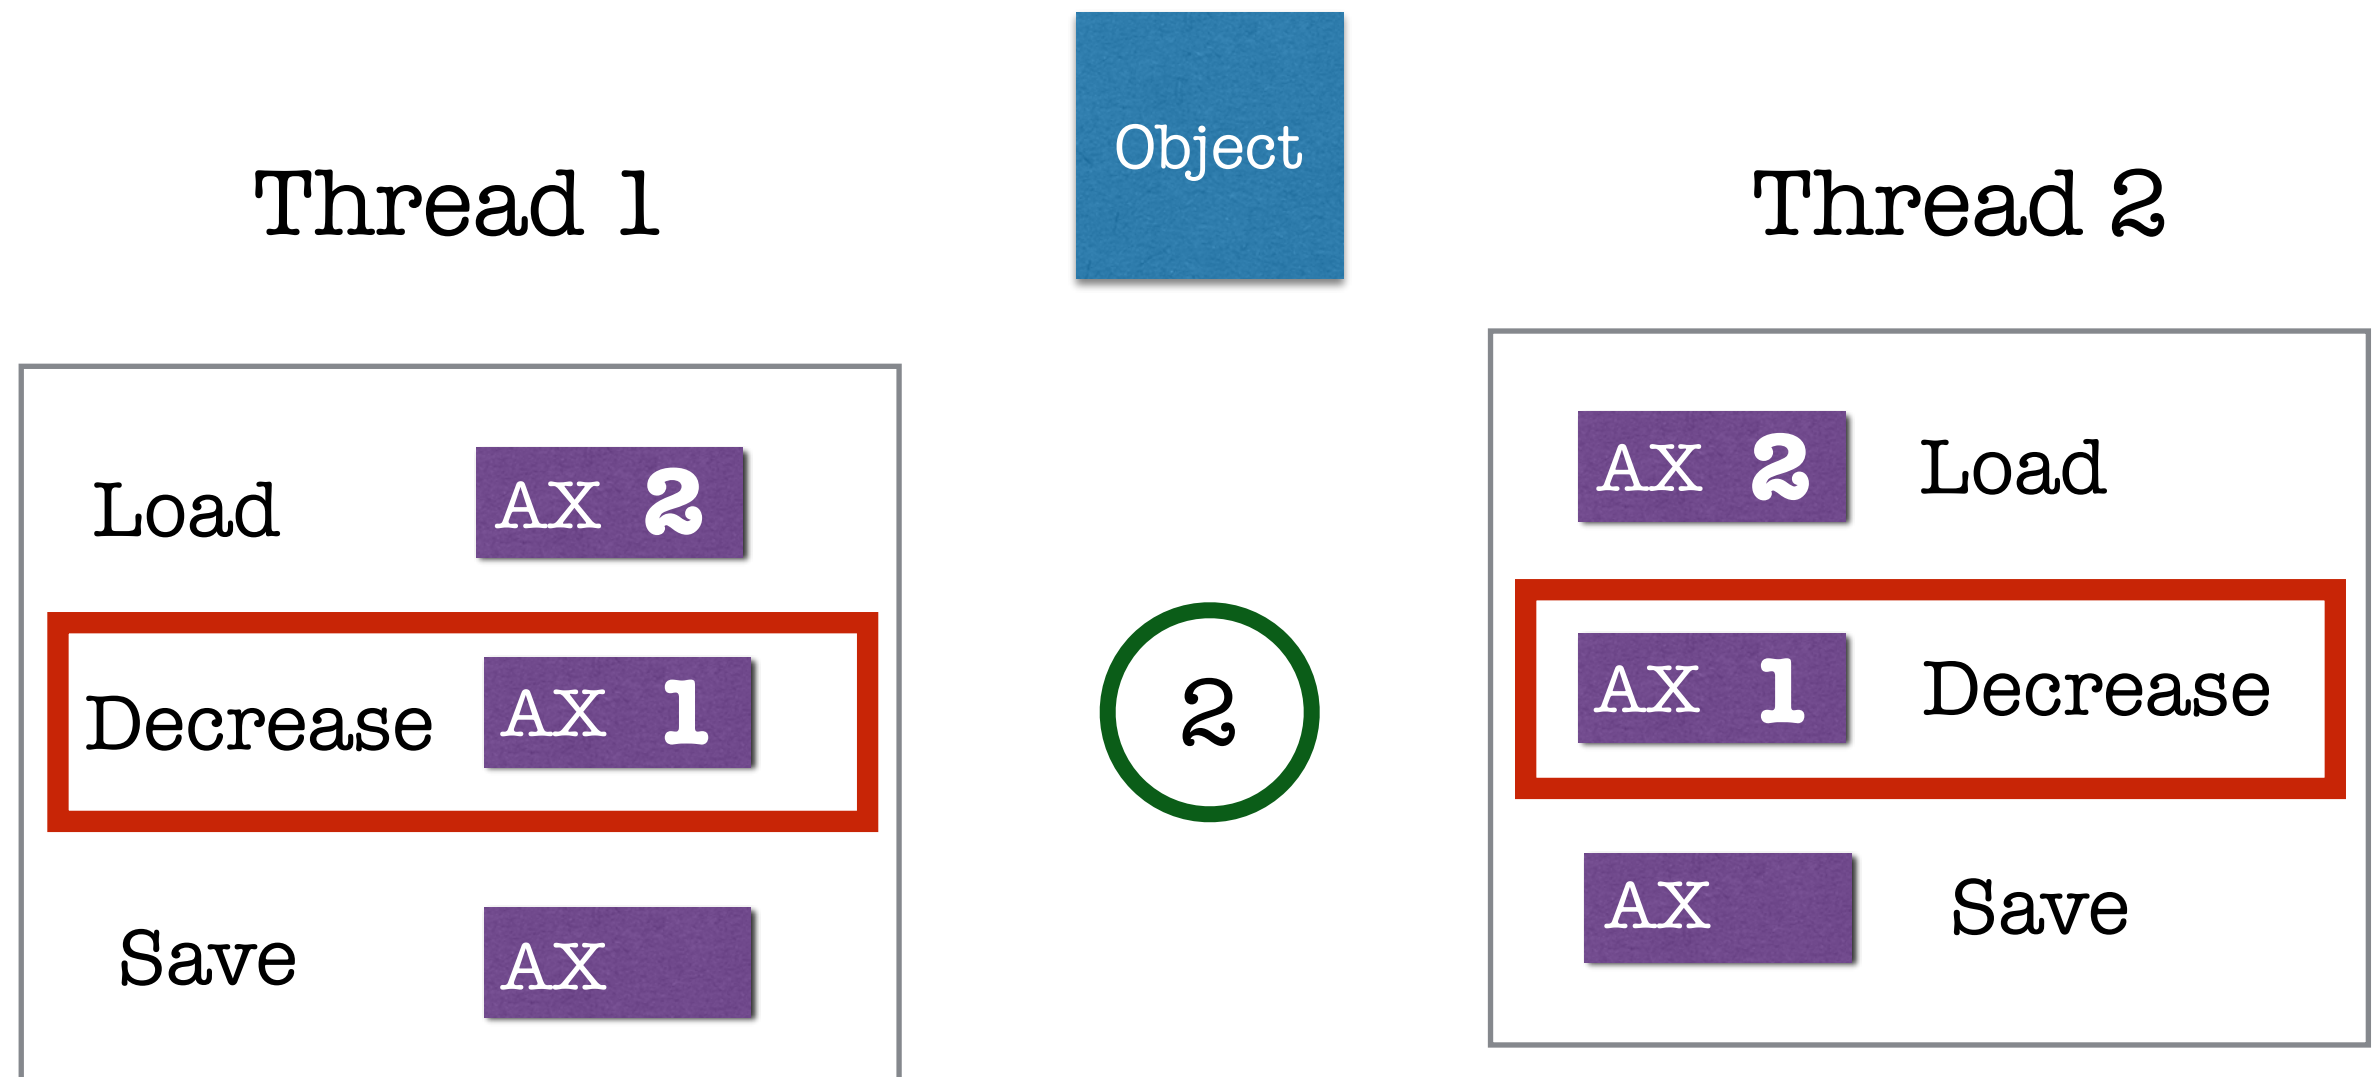 Object
Thread 1
Thread 2
Load
AX 2
Decrease
AX 1
Save
AX
2
AX 2
Load
AX 1
Decrease
AX
Save